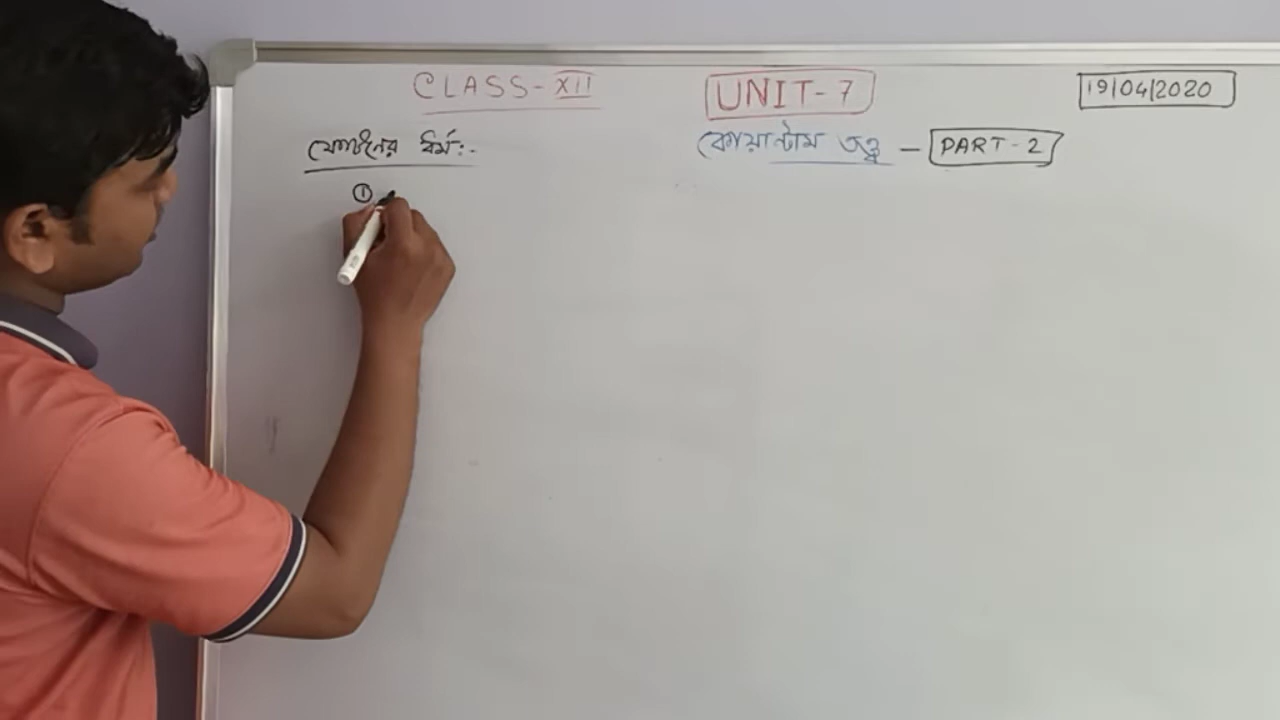 CLASS-XII
UNIT-7
19/04/2020
ফোটনের ধর্ম:-
কোয়ান্টাম তত্ত্ব — PART-2
①